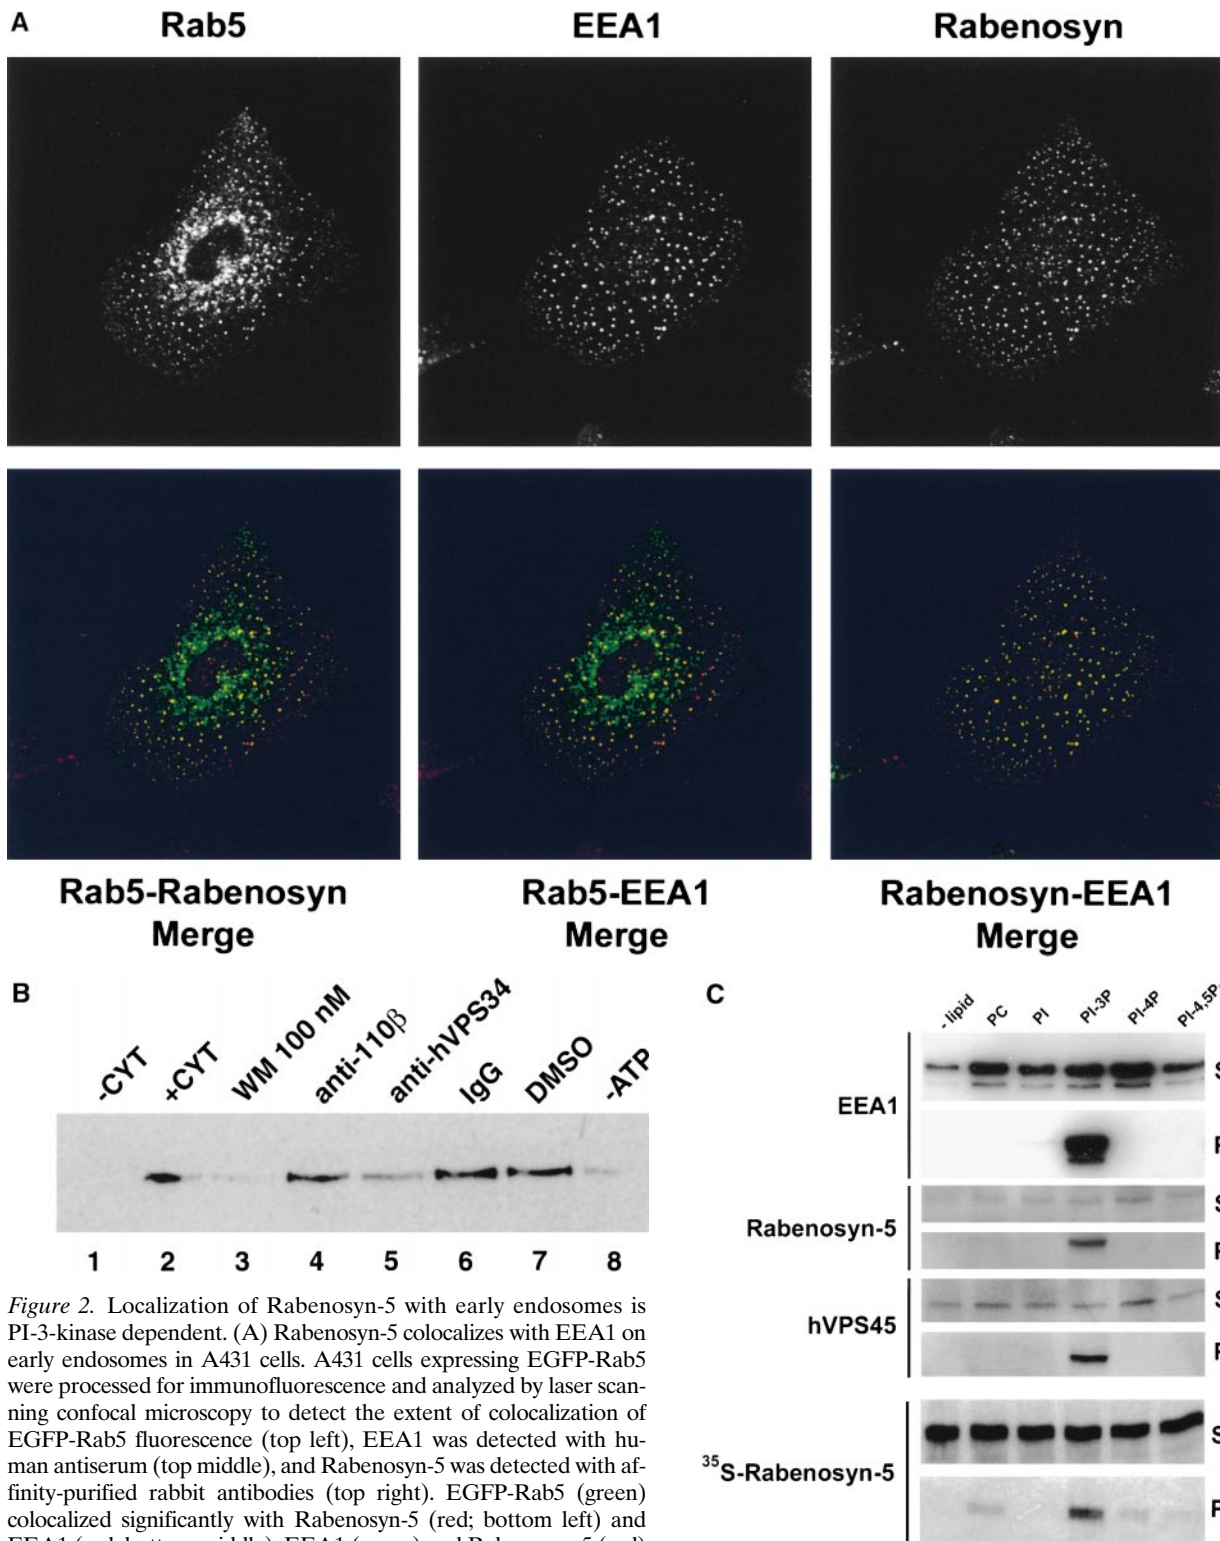 A
Rab5 EEA1 Rabenosyn
Rab5-Rabenosyn Merge
Rab5-EEA1 Merge
Rabenosyn-EEA1 Merge
B
-CYT +CYT WM 100 nM anti-110β anti-hVPS34 IgG DMSO -ATP
1 2 3 4 5 6 7 8
C
- lipid PC PI PI-3P PI-4P PI-4,5P
EEA1
Rabenosyn-5
hVPS45
³⁵S-Rabenosyn-5
Figure 2. Localization of Rabenosyn-5 with early endosomes is
PI-3-kinase dependent. (A) Rabenosyn-5 colocalizes with EEA1 on
early endosomes in A431 cells. A431 cells expressing EGFP-Rab5
were processed for immunofluorescence and analyzed by laser scan-
ning confocal microscopy to detect the extent of colocalization of
EGFP-Rab5 fluorescence (top left), EEA1 was detected with hu-
man antiserum (top middle), and Rabenosyn-5 was detected with af-
finity-purified rabbit antibodies (top right). EGFP-Rab5 (green)
colocalized significantly with Rabenosyn-5 (red; bottom left) and